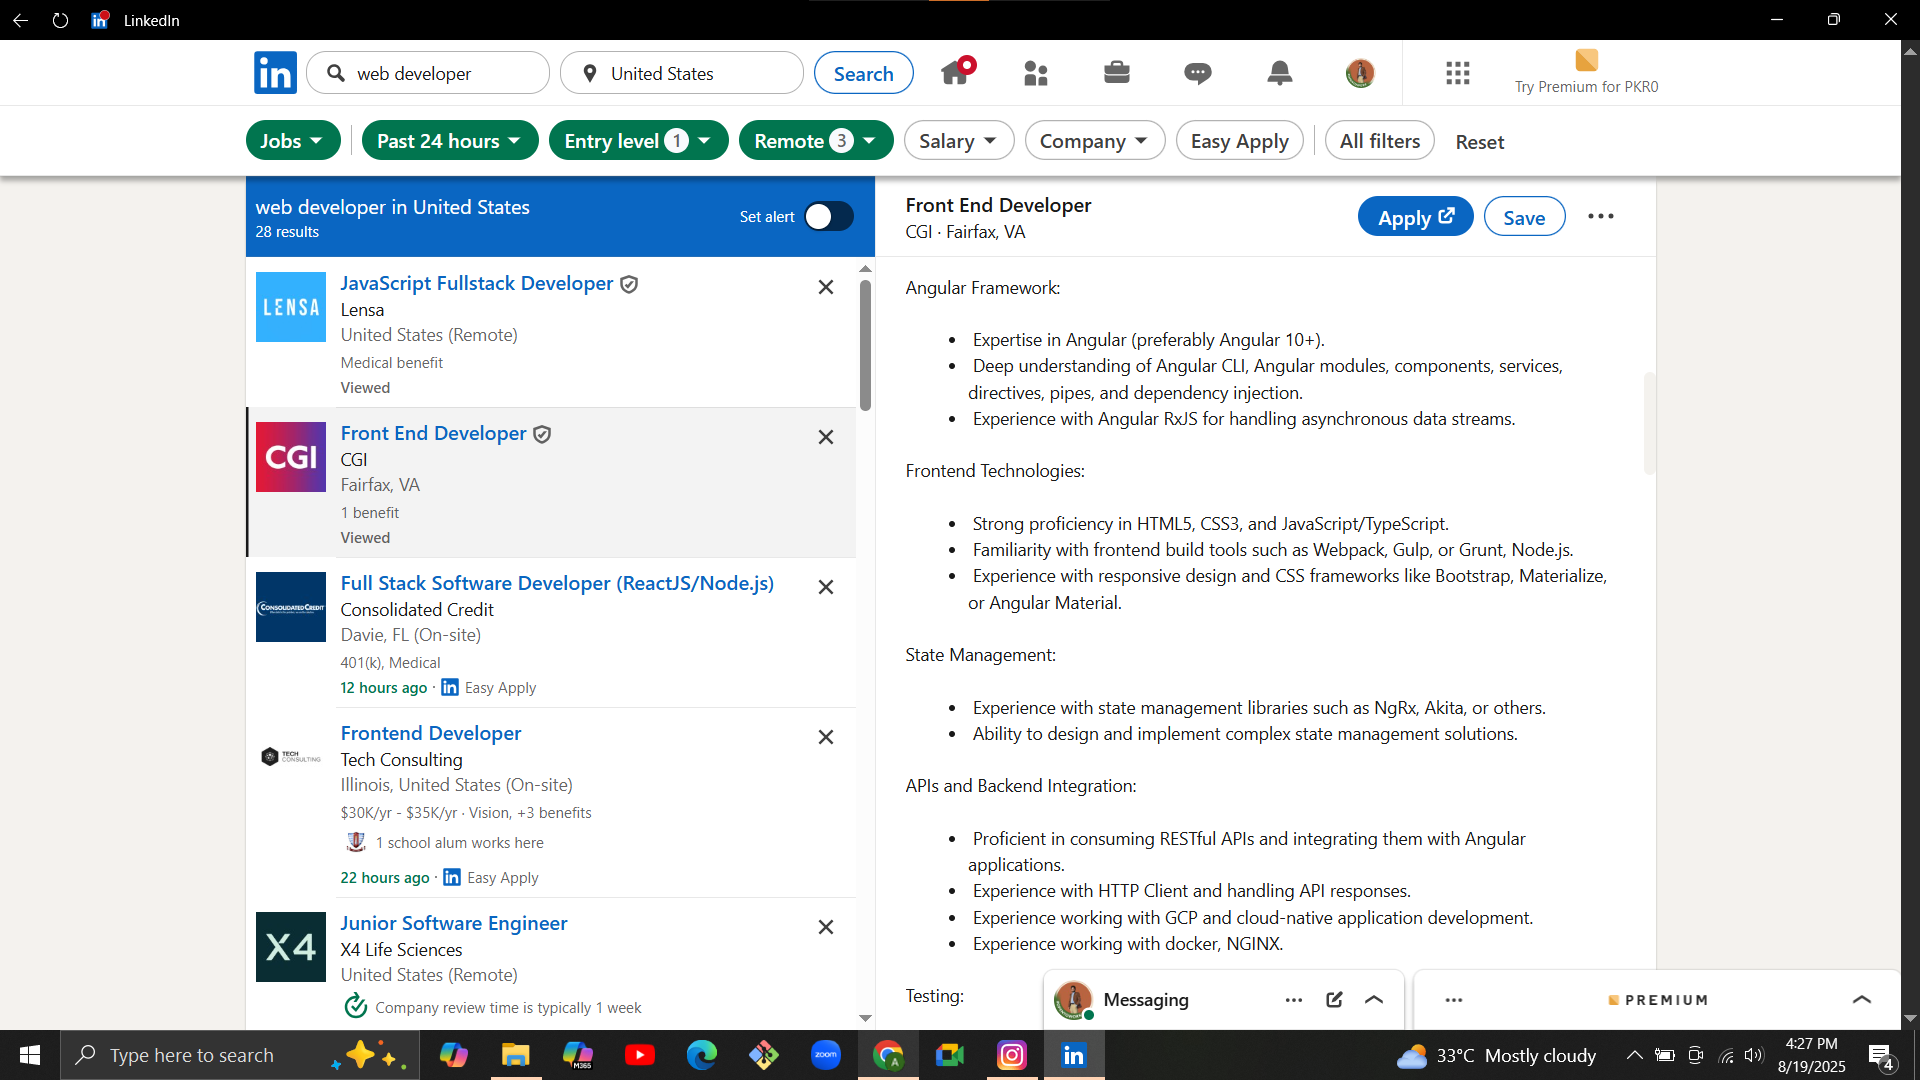 LinkedIn
web developer
United States
Search
Try Premium for PKR0
Jobs
Past 24 hours
Entry level 1
Remote 3
Salary
Company
Easy Apply
All filters
Reset
web developer in United States
28 results
Set alert
LENSA
JavaScript Fullstack Developer
Lensa
United States (Remote)
Medical benefit
Viewed
CGI
Front End Developer
CGI
Fairfax, VA
1 benefit
Viewed
CONSOLIDATED CREDIT
Full Stack Software Developer (ReactJS/Node.js)
Consolidated Credit
Davie, FL (On-site)
401(k), Medical
12 hours ago · in Easy Apply
TECH
CONSULTING
Frontend Developer
Tech Consulting
Illinois, United States (On-site)
$30K/yr - $35K/yr · Vision, +3 benefits
1 school alum works here
22 hours ago · in Easy Apply
X4
Junior Software Engineer
X4 Life Sciences
United States (Remote)
Company review time is typically 1 week
Front End Developer
CGI · Fairfax, VA
Apply
Save
Angular Framework:
• Expertise in Angular (preferably Angular 10+).
• Deep understanding of Angular CLI, Angular modules, components, services,
directives, pipes, and dependency injection.
• Experience with Angular RxJS for handling asynchronous data streams.
Frontend Technologies:
• Strong proficiency in HTML5, CSS3, and JavaScript/TypeScript.
• Familiarity with frontend build tools such as Webpack, Gulp, or Grunt, Node.js.
• Experience with responsive design and CSS frameworks like Bootstrap, Materialize,
or Angular Material.
State Management:
• Experience with state management libraries such as NgRx, Akita, or others.
• Ability to design and implement complex state management solutions.
APIs and Backend Integration:
• Proficient in consuming RESTful APIs and integrating them with Angular
applications.
• Experience with HTTP Client and handling API responses.
• Experience working with GCP and cloud-native application development.
• Experience working with docker, NGINX.
Testing:
Messaging
PREMIUM
Type here to search
M365
zoom
A
in
33°C Mostly cloudy
4:27 PM
8/19/2025
4